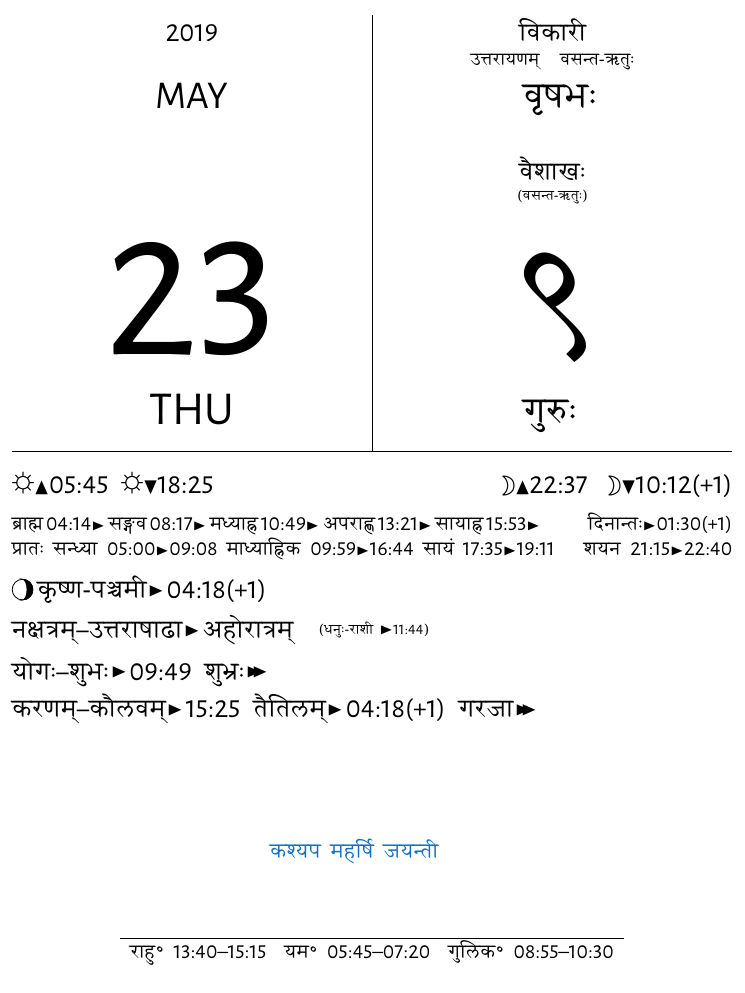 2019
MAY
23
THU
विकारी
उत्तरायणम् वसन्त-ऋतुः
वृषभः
वैशाखः
(वसन्त-ऋतुः)
९
गुरुः
☼▲05:45 ☼▼18:25 ☽▲22:37 ☽▼10:12(+1)
ब्राह्म 04:14► सङ्गव 08:17► मध्याह्न 10:49► अपराह्ण 13:21► सायाह्न 15:53► दिनान्तः►01:30(+1)
प्रातः सन्ध्या 05:00►09:08 माध्याह्निक 09:59►16:44 सायं 17:35►19:11 शयन 21:15►22:40
कृष्ण-पञ्चमी►04:18(+1)
नक्षत्रम्–उत्तराषाढा►अहोरात्रम् (धनुः-राशी ►11:44)
योगः–शुभः►09:49 शुभ्रः►►
करणम्–कौलवम्►15:25 तैतिलम्►04:18(+1) गरजा►►
कश्यप महर्षि जयन्ती
राहु॰ 13:40–15:15 यम॰ 05:45–07:20 गुलिक॰ 08:55–10:30